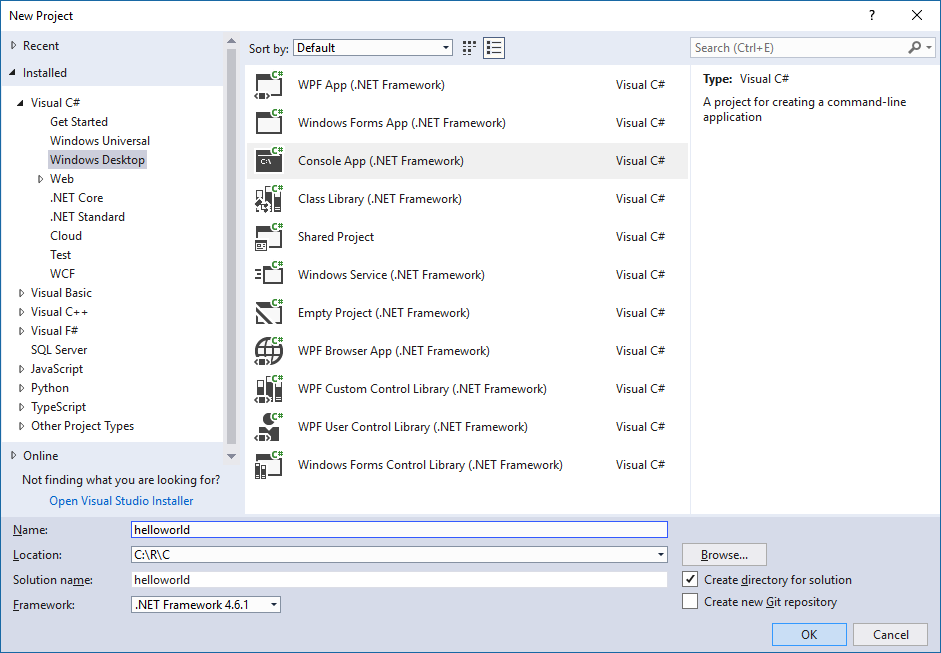 New Project
?
Recent
Installed
Visual C#
Get Started
Windows Universal
Windows Desktop
Web
.NET Core
.NET Standard
Cloud
Test
WCF
Visual Basic
Visual C++
Visual F#
SQL Server
JavaScript
Python
TypeScript
Other Project Types
Online
Not finding what you are looking for?
Open Visual Studio Installer
Sort by: Default
C# WPF App (.NET Framework) Visual C#
C# Windows Forms App (.NET Framework) Visual C#
C# C:\ Console App (.NET Framework) Visual C#
C# Class Library (.NET Framework) Visual C#
C# Shared Project Visual C#
C# Windows Service (.NET Framework) Visual C#
C# Empty Project (.NET Framework) Visual C#
C# WPF Browser App (.NET Framework) Visual C#
C# WPF Custom Control Library (.NET Framework) Visual C#
C# WPF User Control Library (.NET Framework) Visual C#
C# Windows Forms Control Library (.NET Framework) Visual C#
Search (Ctrl+E)
Type: Visual C#
A project for creating a command-line
application
Name: helloworld
Location: C:\R\C
Browse...
Solution name: helloworld
Create directory for solution
Framework: .NET Framework 4.6.1
Create new Git repository
OK
Cancel